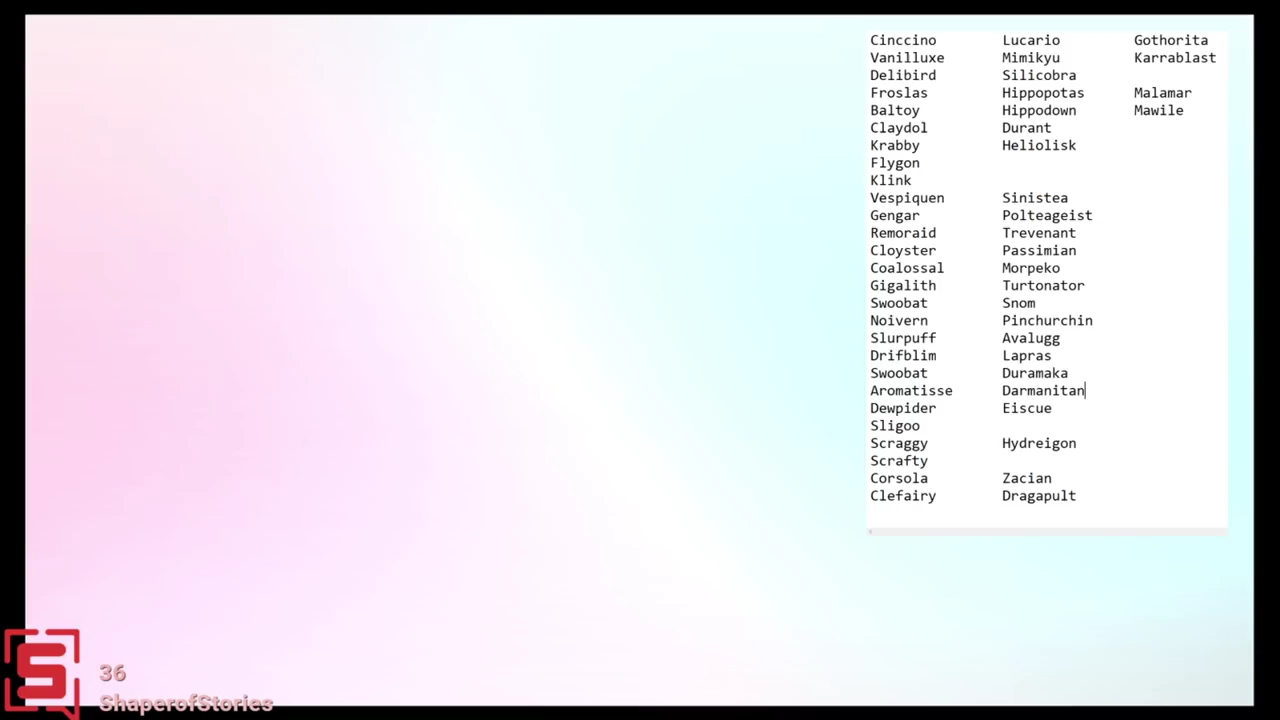 Cinccino Lucario Gothorita
Vanilluxe Mimikyu Karrablast
Delibird Silicobra
Froslas Hippopotas Malamar
Baltoy Hippodown Mawile
Claydol Durant
Krabby Heliolisk
Flygon
Klink
Vespiquen Sinistea
Gengar Polteageist
Remoraid Trevenant
Cloyster Passimian
Coalossal Morpeko
Gigalith Turtonator
Swoobat Snom
Noivern Pinchurchin
Slurpuff Avalugg
Drifblim Lapras
Swoobat Duramaka
Aromatisse Darmanitan
Dewpider Eiscue
Sligoo
Scraggy Hydreigon
Scrafty
Corsola Zacian
Clefairy Dragapult
S
36
ShaperofStories